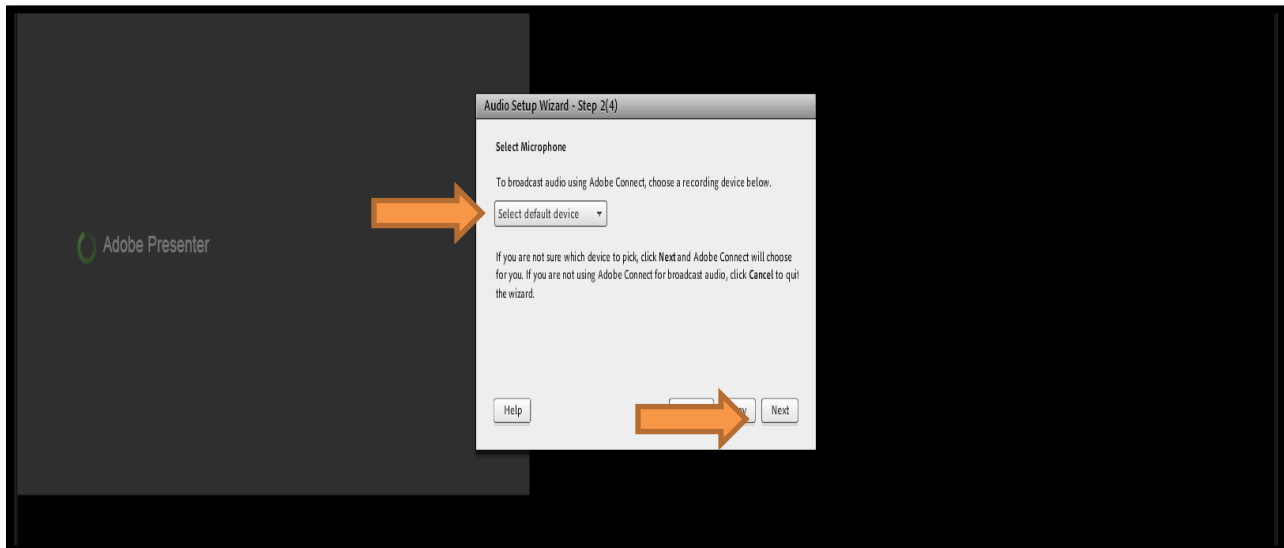 Audio Setup Wizard - Step 2(4)
Select Microphone
To broadcast audio using Adobe Connect, choose a recording device below.
Select default device
Adobe Presenter
If you are not sure which device to pick, click Next and Adobe Connect will choose
for you. If you are not using Adobe Connect for broadcast audio, click Cancel to quit
the wizard.
Help
Next